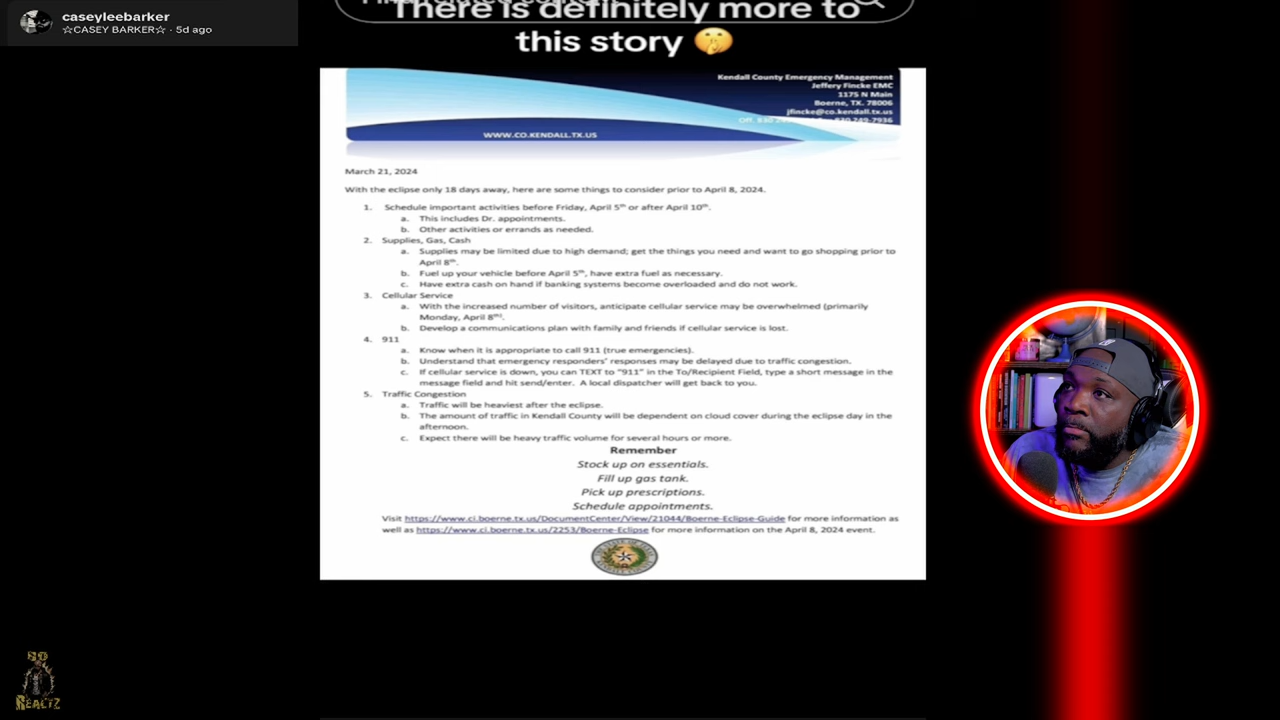 caseyleebarker
☆CASEY BARKER☆ · 5d ago
There is definitely more to
this story 🤫
Kendall County Emergency Management
Jeffery Fincke EMC
1175 N Main
Boerne, TX. 78006
jfincke@co.kendall.tx.us
WWW.CO.KENDALL.TX.US
March 21, 2024
With the eclipse only 18 days away, here are some things to consider prior to April 8, 2024.
1. Schedule important activities before Friday, April 5th or after April 10th.
a. This includes Dr. appointments.
b. Other activities or errands as needed.
2. Supplies, Gas, Cash
a. Supplies may be limited due to high demand; get the things you need and want to go shopping prior to
April 8th.
b. Fuel up your vehicle before April 5th, have extra fuel as necessary.
c. Have extra cash on hand if banking systems become overloaded and do not work.
3. Cellular Service
a. With the increased number of visitors, anticipate cellular service may be overwhelmed (primarily
Monday, April 8th).
b. Develop a communications plan with family and friends if cellular service is lost.
4. 911
a. Know when it is appropriate to call 911 (true emergencies).
b. Understand that emergency responders' responses may be delayed due to traffic congestion.
c. If cellular service is down, you can TEXT to "911" in the To/Recipient Field, type a short message in the
message field and hit send/enter. A local dispatcher will get back to you.
5. Traffic Congestion
a. Traffic will be heaviest after the eclipse.
b. The amount of traffic in Kendall County will be dependent on cloud cover during the eclipse day in the
afternoon.
c. Expect there will be heavy traffic volume for several hours or more.
Remember
Stock up on essentials.
Fill up gas tank.
Pick up prescriptions.
Schedule appointments.
Visit https://www.ci.boerne.tx.us/DocumentCenter/View/21044/Boerne-Eclipse-Guide for more information as
well as https://www.ci.boerne.tx.us/2253/Boerne-Eclipse for more information on the April 8, 2024 event.
REACTZ